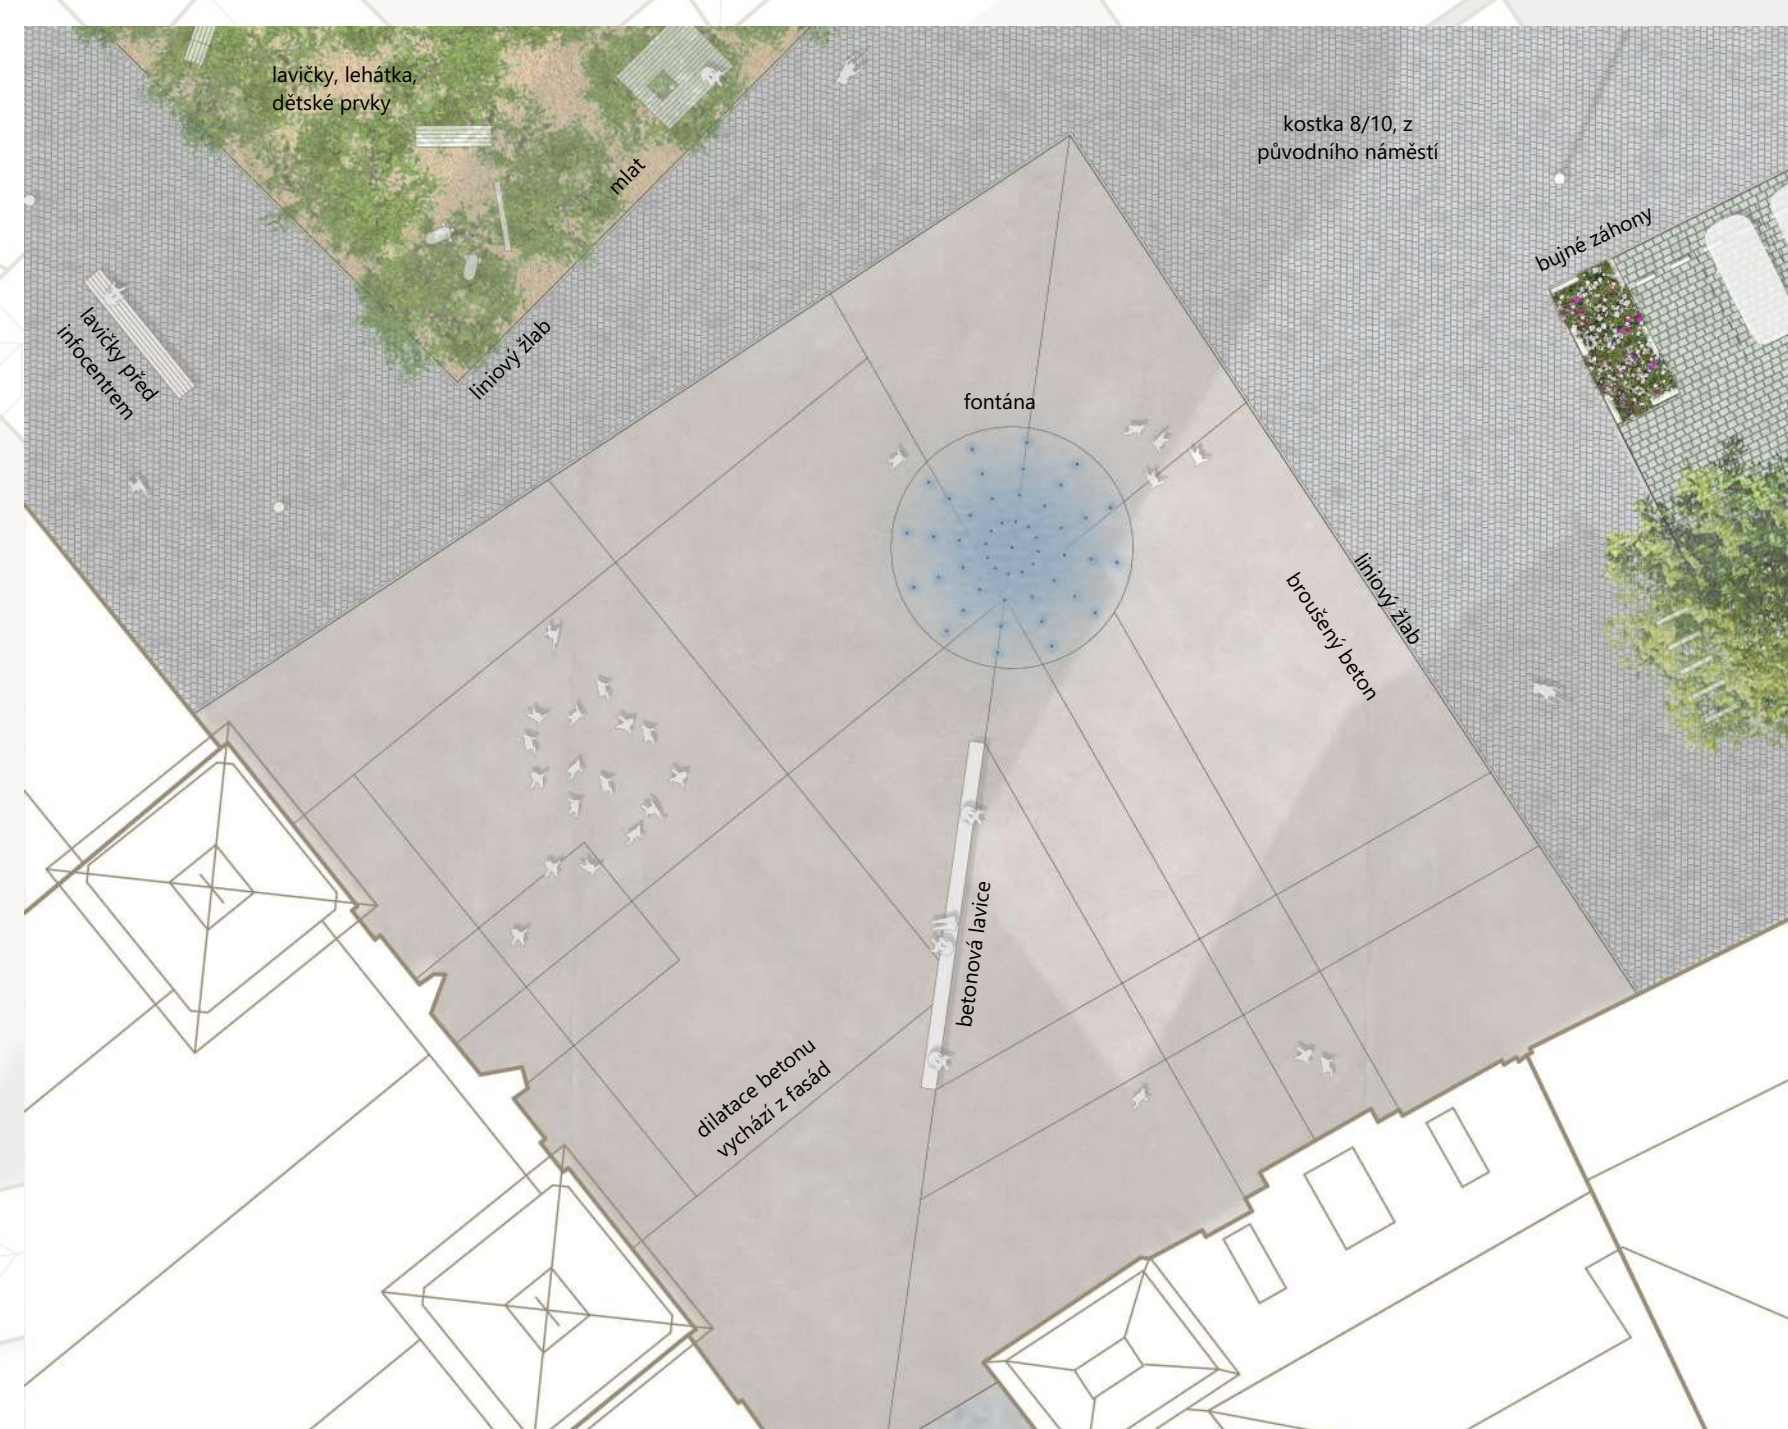 lavičky, lehátka,
dětské prvky
kostka 8/10, z
původního náměstí
mlat
bujné záhony
lavičky před
infocentrem
liniový žlab
fontána
liniový žlab
broušený beton
betonová lavice
dilatace betonu
vychází z fasád